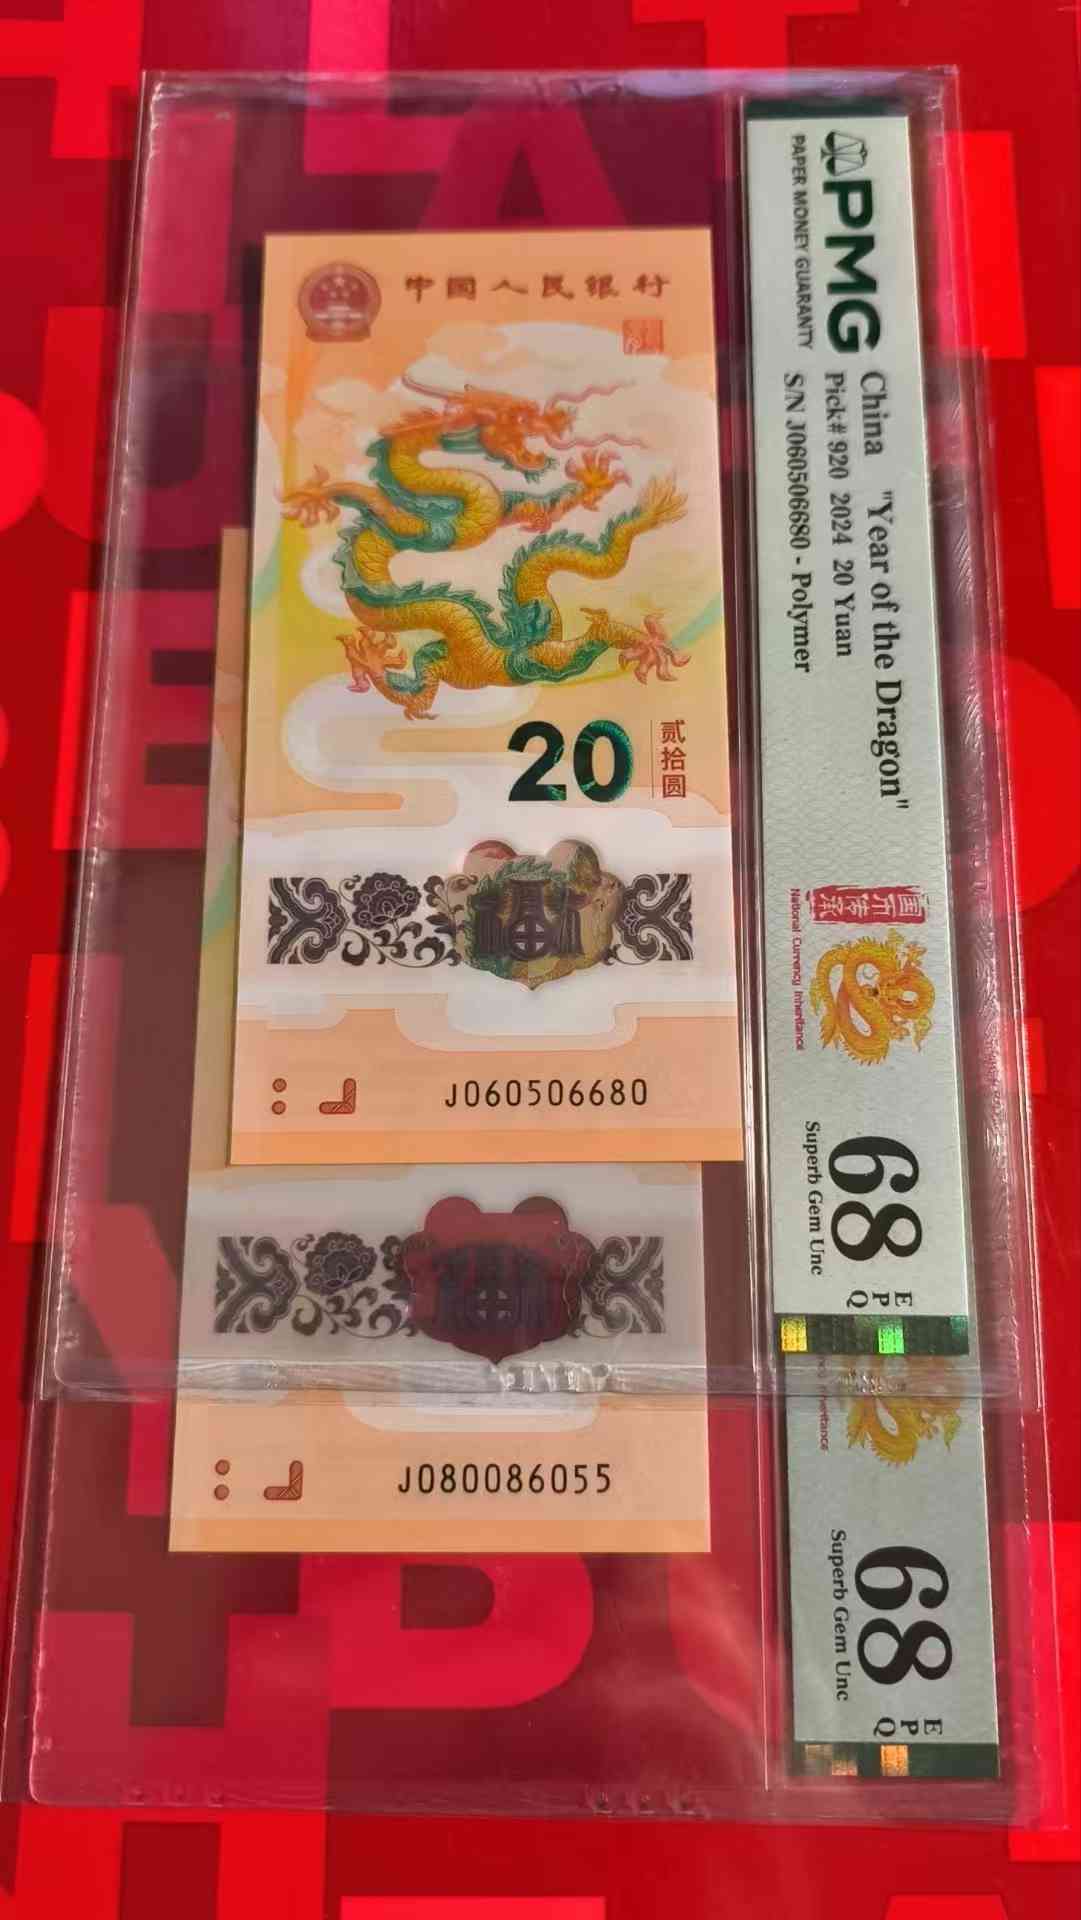 中国人民银行
20
贰拾圆
J060506680
J080086055
PMG
PAPER MONEY GUARANTY
China "Year of the Dragon"
Pick# 920 2024 20 Yuan
S/N J060506680 - Polymer
国币传承
National Currency Inheritance
68 EPQ
Superb Gem Unc
68 EPQ
Superb Gem Unc